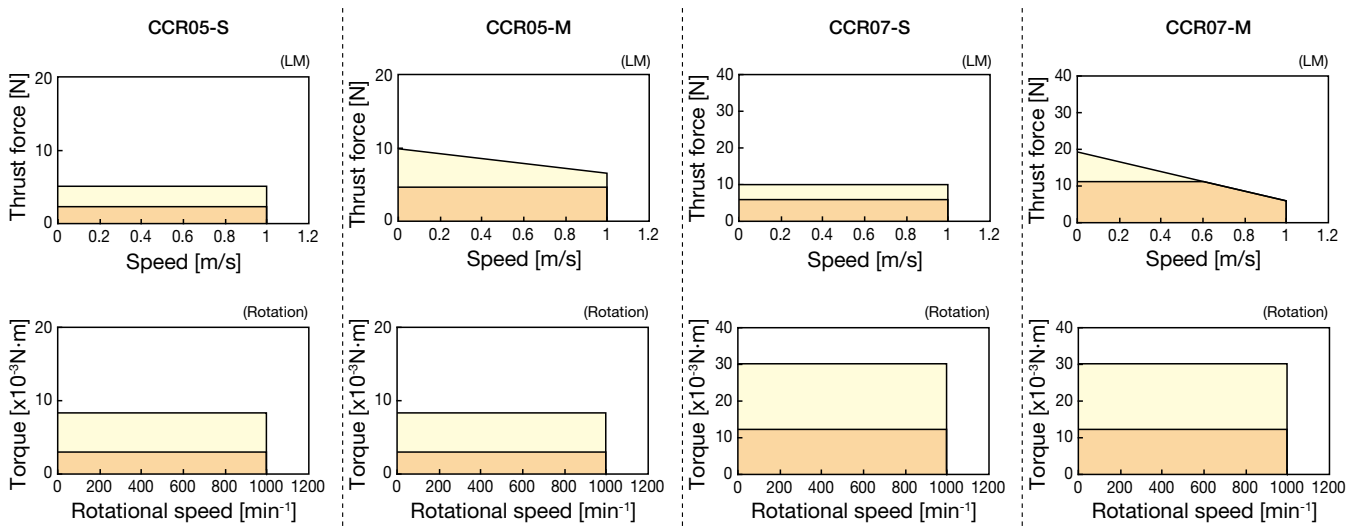 CCR05-S
(LM)
Thrust force [N]
20
10
0
0 0.2 0.4 0.6 0.8 1 1.2
Speed [m/s]
(Rotation)
Torque [x10⁻³N·m]
20
10
0
0 200 400 600 800 1000 1200
Rotational speed [min⁻¹]
CCR05-M
(LM)
Thrust force [N]
20
10
0
0 0.2 0.4 0.6 0.8 1 1.2
Speed [m/s]
(Rotation)
Torque [x10⁻³N·m]
20
10
0
0 200 400 600 800 1000 1200
Rotational speed [min⁻¹]
CCR07-S
(LM)
Thrust force [N]
40
30
20
10
0
0 0.2 0.4 0.6 0.8 1 1.2
Speed [m/s]
(Rotation)
Torque [x10⁻³N·m]
40
30
20
10
0
0 200 400 600 800 1000 1200
Rotational speed [min⁻¹]
CCR07-M
(LM)
Thrust force [N]
40
30
20
10
0
0 0.2 0.4 0.6 0.8 1 1.2
Speed [m/s]
(Rotation)
Torque [x10⁻³N·m]
40
30
20
10
0
0 200 400 600 800 1000 1200
Rotational speed [min⁻¹]